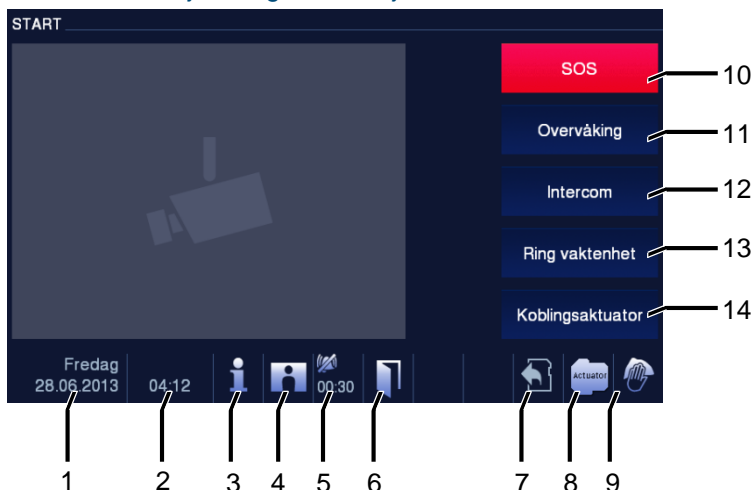 START
SOS
10
Overvåking
11
Intercom
12
Ring vaktenhet
13
Koblingsaktuator
14
Fredag
28.06.2013
04:12
00:30
Actuator
1 2 3 4 5 6 7 8 9